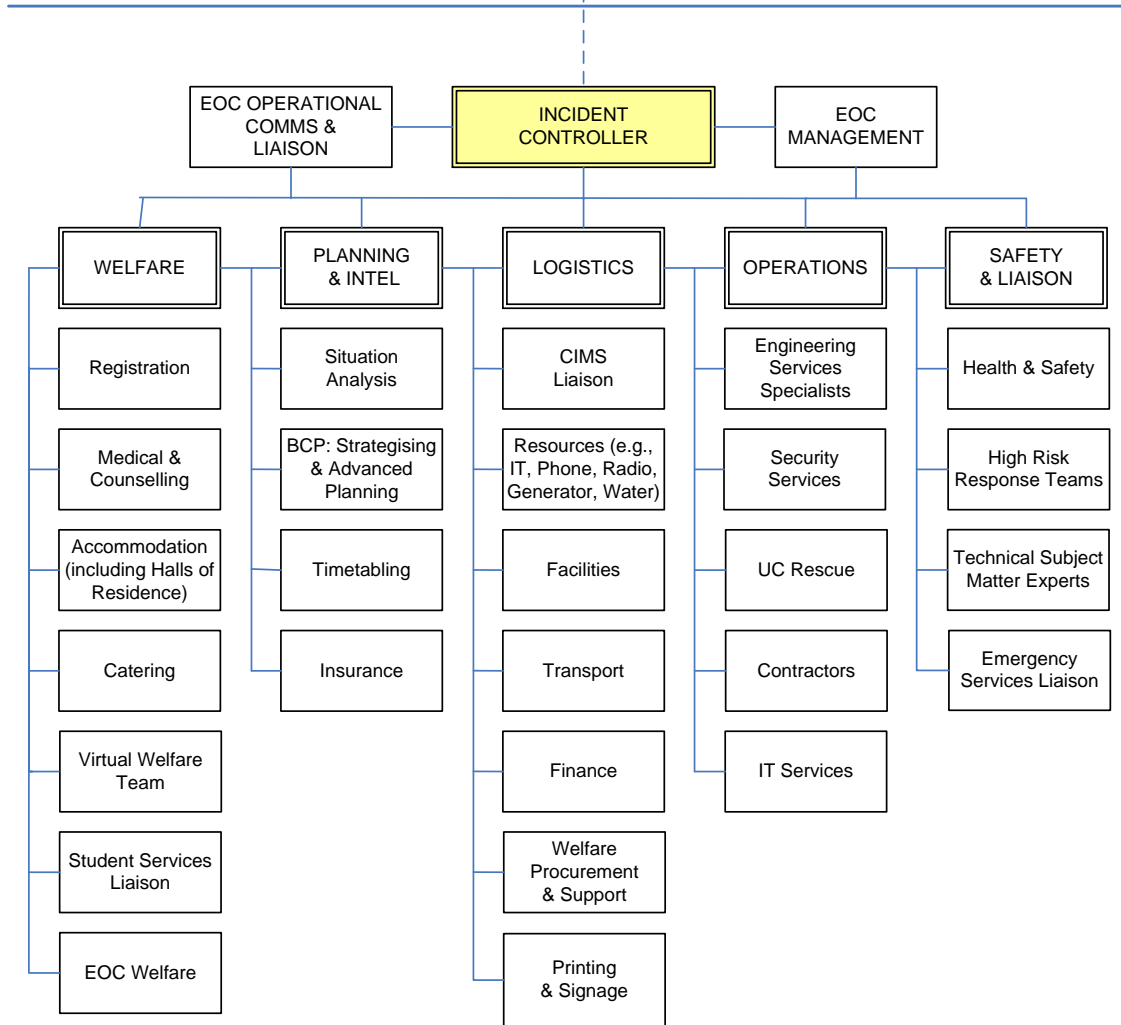 EOC OPERATIONAL
COMMS &
LIAISON
INCIDENT
CONTROLLER
EOC
MANAGEMENT
WELFARE
PLANNING
& INTEL
LOGISTICS
OPERATIONS
SAFETY
& LIAISON
Registration
Medical &
Counselling
Accommodation
(including Halls of
Residence)
Catering
Virtual Welfare
Team
Student Services
Liaison
EOC Welfare
Situation
Analysis
BCP: Strategising
& Advanced
Planning
Timetabling
Insurance
CIMS
Liaison
Resources (e.g.,
IT, Phone, Radio,
Generator, Water)
Facilities
Transport
Finance
Welfare
Procurement
& Support
Printing
& Signage
Engineering
Services
Specialists
Security
Services
UC Rescue
Contractors
IT Services
Health & Safety
High Risk
Response Teams
Technical Subject
Matter Experts
Emergency
Services Liaison